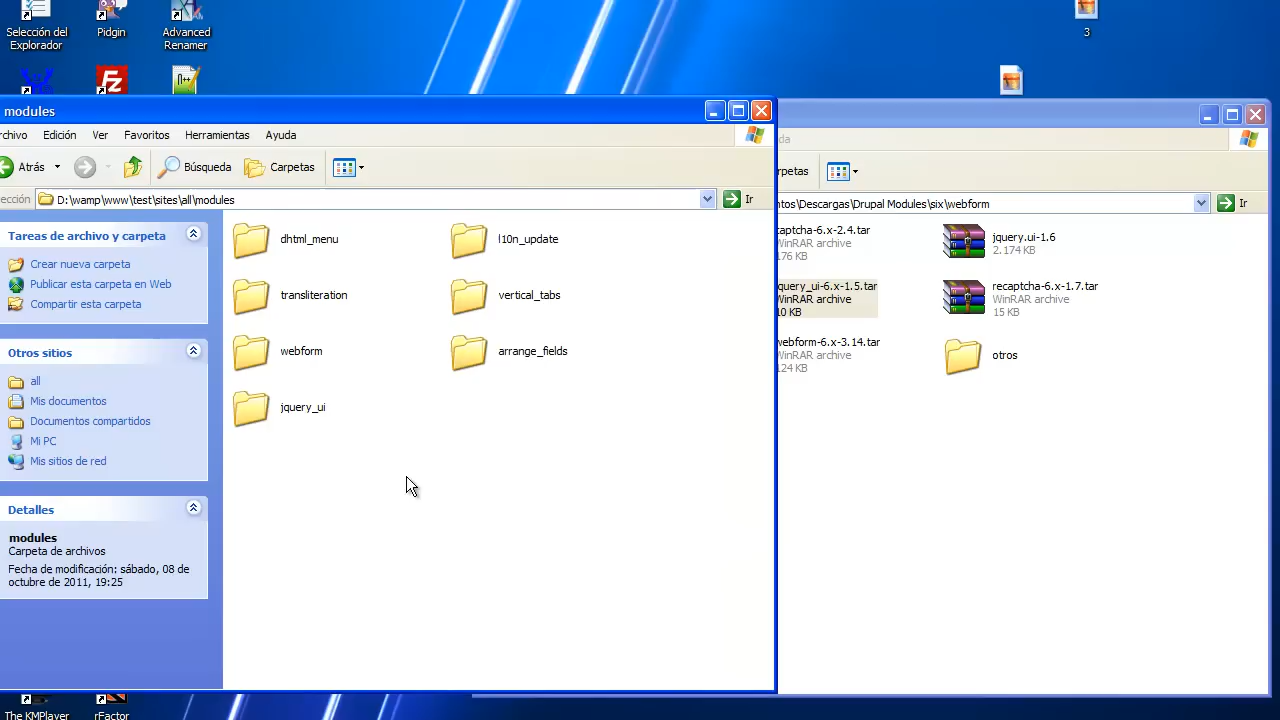 Selección del
Explorador
Pidgin
Advanced
Renamer
3
modules
rchivo
Edición
Ver
Favoritos
Herramientas
Ayuda
Atrás
Búsqueda
Carpetas
ección
D:\wamp\www\test\sites\all\modules
Ir
Tareas de archivo y carpeta
Crear nueva carpeta
Publicar esta carpeta en Web
Compartir esta carpeta
Otros sitios
all
Mis documentos
Documentos compartidos
Mi PC
Mis sitios de red
Detalles
modules
Carpeta de archivos
Fecha de modificación: sábado, 08 de
octubre de 2011, 19:25
dhtml_menu
l10n_update
transliteration
vertical_tabs
webform
arrange_fields
jquery_ui
da
rpetas
ntos\Descargas\Drupal Modules\six\webform
Ir
captcha-6.x-2.4.tar
WinRAR archive
176 KB
jquery.ui-1.6
2.174 KB
query_ui-6.x-1.5.tar
WinRAR archive
10 KB
recaptcha-6.x-1.7.tar
WinRAR archive
15 KB
webform-6.x-3.14.tar
WinRAR archive
124 KB
otros
The KMPlayer
rFactor